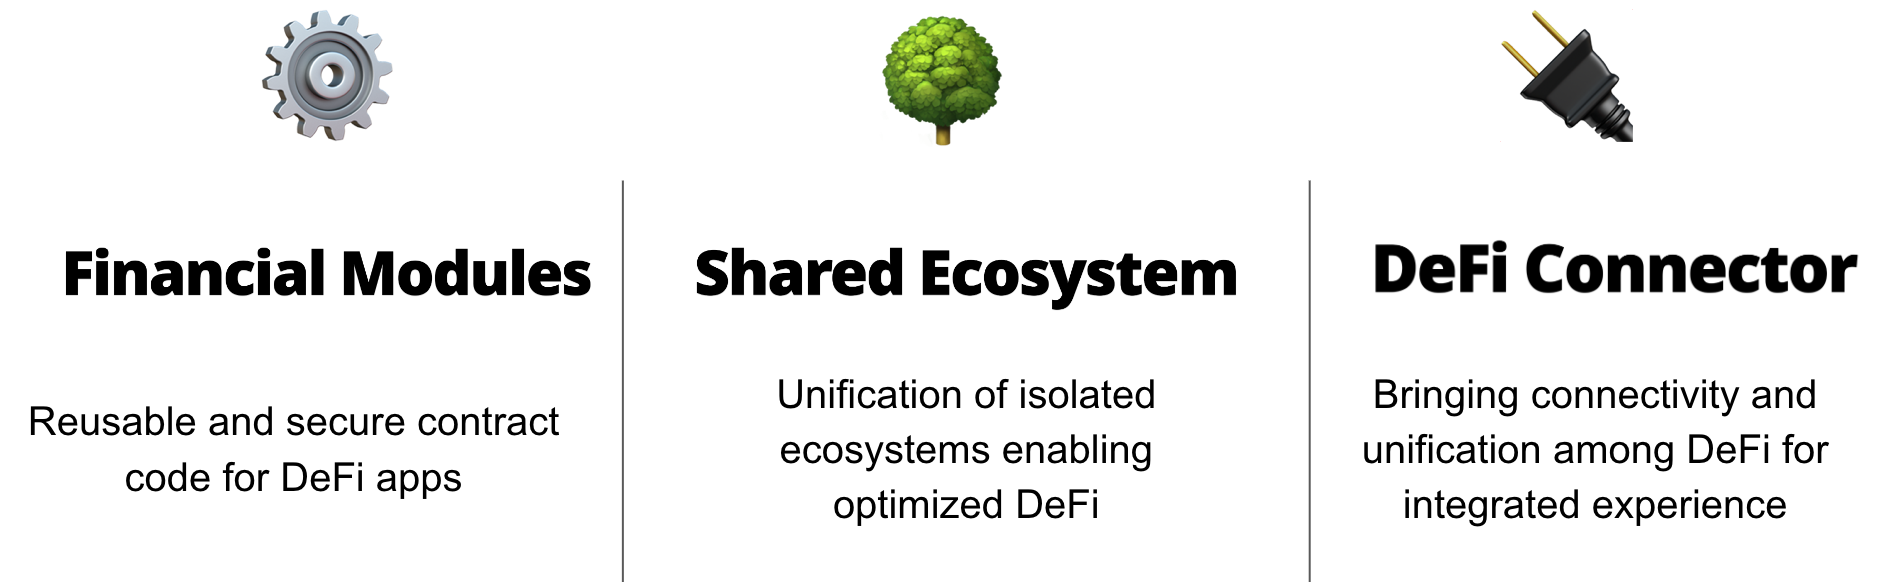 Financial Modules
Reusable and secure contract
code for DeFi apps
Shared Ecosystem
Unification of isolated
ecosystems enabling
optimized DeFi
DeFi Connector
Bringing connectivity and
unification among DeFi for
integrated experience